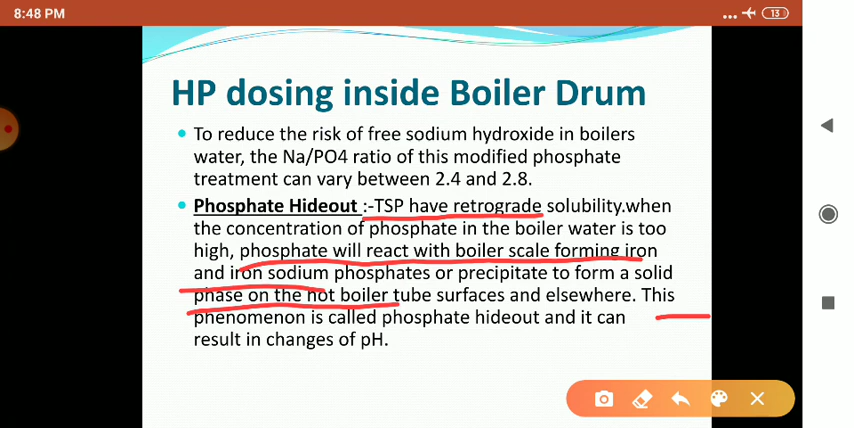 8:48 PM
13
HP dosing inside Boiler Drum
To reduce the risk of free sodium hydroxide in boilers
water, the Na/PO4 ratio of this modified phosphate
treatment can vary between 2.4 and 2.8.
Phosphate Hideout :-TSP have retrograde solubility.when
the concentration of phosphate in the boiler water is too
high, phosphate will react with boiler scale forming iron
and iron sodium phosphates or precipitate to form a solid
phase on the hot boiler tube surfaces and elsewhere. This
phenomenon is called phosphate hideout and it can
result in changes of pH.